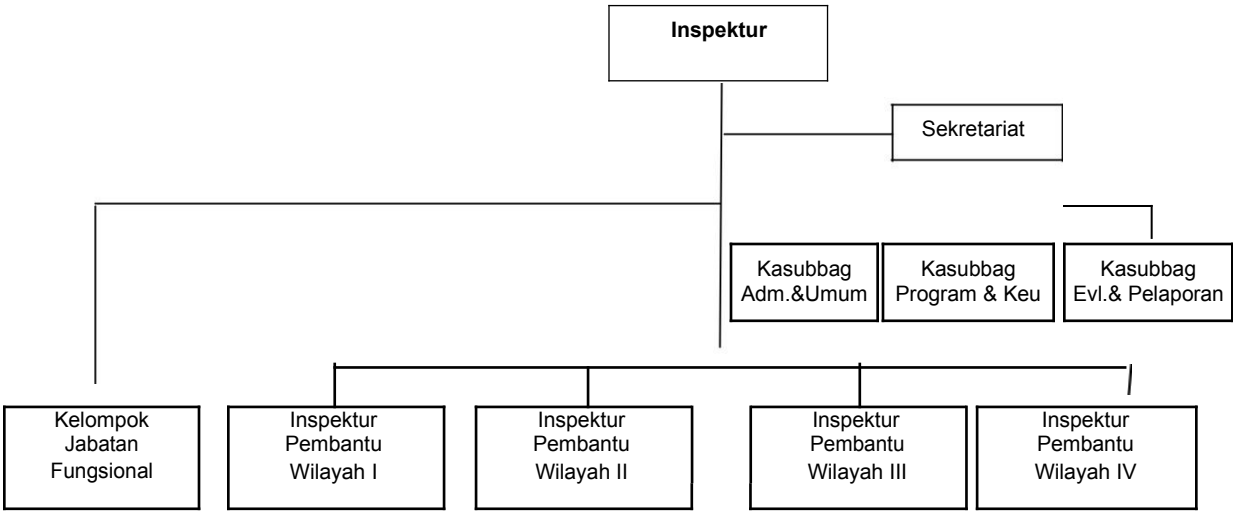 Inspektur
Sekretariat
Kasubbag
Adm.&Umum
Kasubbag
Program & Keu
Kasubbag
Evl.& Pelaporan
Kelompok
Jabatan
Fungsional
Inspektur
Pembantu
Wilayah I
Inspektur
Pembantu
Wilayah II
Inspektur
Pembantu
Wilayah III
Inspektur
Pembantu
Wilayah IV